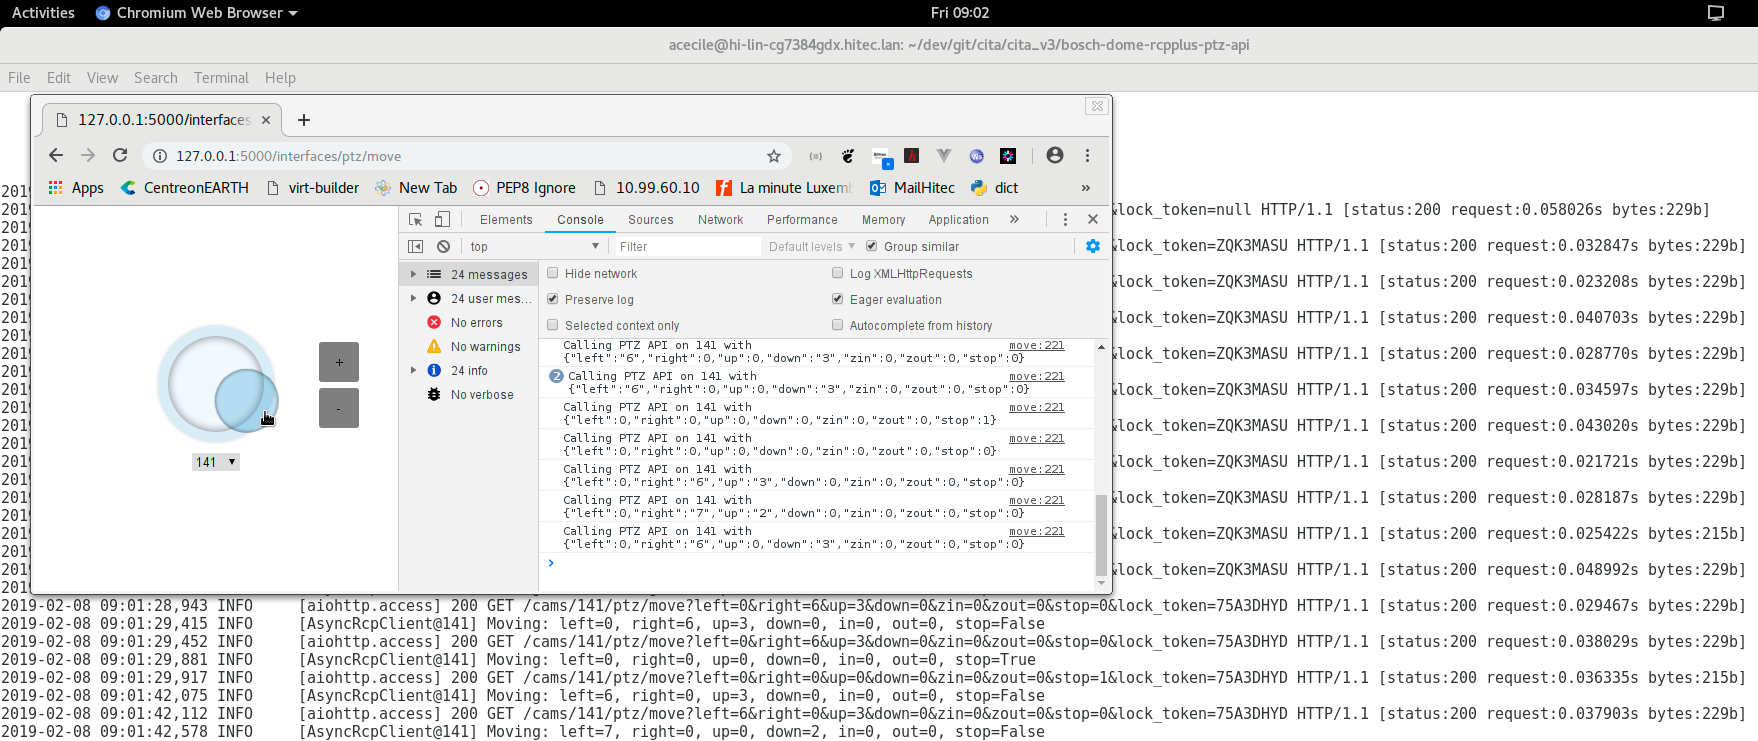 Activities Chromium Web Browser Fri 09:02
acecile@hi-lin-cg7384gdx.hitec.lan: ~/dev/git/cita/cita_v3/bosch-dome-rcpplus-ptz-api
File Edit View Search Terminal Help
127.0.0.1:5000/interfaces
127.0.0.1:5000/interfaces/ptz/move
Apps CentreonEARTH virt-builder New Tab PEP8 Ignore 10.99.60.10 La minute Luxeml MailHitec dict »
Elements Console Sources Network Performance Memory Application »
top Filter Default levels Group similar
24 messages
24 user mes...
No errors
No warnings
24 info
No verbose
Hide network Log XMLHttpRequests
Preserve log Eager evaluation
Selected context only Autocomplete from history
+
-
141
Calling PTZ API on 141 with move:221
{"left":"6","right":0,"up":0,"down":"3","zin":0,"zout":0,"stop":0}
2 Calling PTZ API on 141 with move:221
{"left":"6","right":0,"up":0,"down":"3","zin":0,"zout":0,"stop":0}
Calling PTZ API on 141 with move:221
{"left":0,"right":0,"up":0,"down":0,"zin":0,"zout":0,"stop":1}
Calling PTZ API on 141 with move:221
{"left":0,"right":0,"up":0,"down":0,"zin":0,"zout":0,"stop":0}
Calling PTZ API on 141 with move:221
{"left":0,"right":"6","up":"3","down":0,"zin":0,"zout":0,"stop":0}
Calling PTZ API on 141 with move:221
{"left":0,"right":"7","up":"2","down":0,"zin":0,"zout":0,"stop":0}
Calling PTZ API on 141 with move:221
{"left":0,"right":"6","up":0,"down":"3","zin":0,"zout":0,"stop":0}
&lock_token=null HTTP/1.1 [status:200 request:0.058026s bytes:229b]
&lock_token=ZQK3MASU HTTP/1.1 [status:200 request:0.032847s bytes:229b]
&lock_token=ZQK3MASU HTTP/1.1 [status:200 request:0.023208s bytes:229b]
&lock_token=ZQK3MASU HTTP/1.1 [status:200 request:0.040703s bytes:229b]
&lock_token=ZQK3MASU HTTP/1.1 [status:200 request:0.028770s bytes:229b]
&lock_token=ZQK3MASU HTTP/1.1 [status:200 request:0.034597s bytes:229b]
&lock_token=ZQK3MASU HTTP/1.1 [status:200 request:0.043020s bytes:229b]
&lock_token=ZQK3MASU HTTP/1.1 [status:200 request:0.021721s bytes:229b]
&lock_token=ZQK3MASU HTTP/1.1 [status:200 request:0.028187s bytes:229b]
&lock_token=ZQK3MASU HTTP/1.1 [status:200 request:0.025422s bytes:215b]
&lock_token=ZQK3MASU HTTP/1.1 [status:200 request:0.048992s bytes:229b]
2019-02-08 09:01:28,943 INFO [aiohttp.access] 200 GET /cams/141/ptz/move?left=0&right=6&up=3&down=0&zin=0&zout=0&stop=0&lock_token=75A3DHYD HTTP/1.1 [status:200 request:0.029467s bytes:229b]
2019-02-08 09:01:29,415 INFO [AsyncRcpClient@141] Moving: left=0, right=6, up=3, down=0, in=0, out=0, stop=False
2019-02-08 09:01:29,452 INFO [aiohttp.access] 200 GET /cams/141/ptz/move?left=0&right=6&up=3&down=0&zin=0&zout=0&stop=0&lock_token=75A3DHYD HTTP/1.1 [status:200 request:0.038029s bytes:229b]
2019-02-08 09:01:29,881 INFO [AsyncRcpClient@141] Moving: left=0, right=0, up=0, down=0, in=0, out=0, stop=True
2019-02-08 09:01:29,917 INFO [aiohttp.access] 200 GET /cams/141/ptz/move?left=0&right=0&up=0&down=0&zin=0&zout=0&stop=1&lock_token=75A3DHYD HTTP/1.1 [status:200 request:0.036335s bytes:215b]
2019-02-08 09:01:42,075 INFO [AsyncRcpClient@141] Moving: left=6, right=0, up=3, down=0, in=0, out=0, stop=False
2019-02-08 09:01:42,112 INFO [aiohttp.access] 200 GET /cams/141/ptz/move?left=6&right=0&up=3&down=0&zin=0&zout=0&stop=0&lock_token=75A3DHYD HTTP/1.1 [status:200 request:0.037903s bytes:229b]
2019-02-08 09:01:42,578 INFO [AsyncRcpClient@141] Moving: left=7, right=0, up=0, down=2, in=0, out=0, stop=False